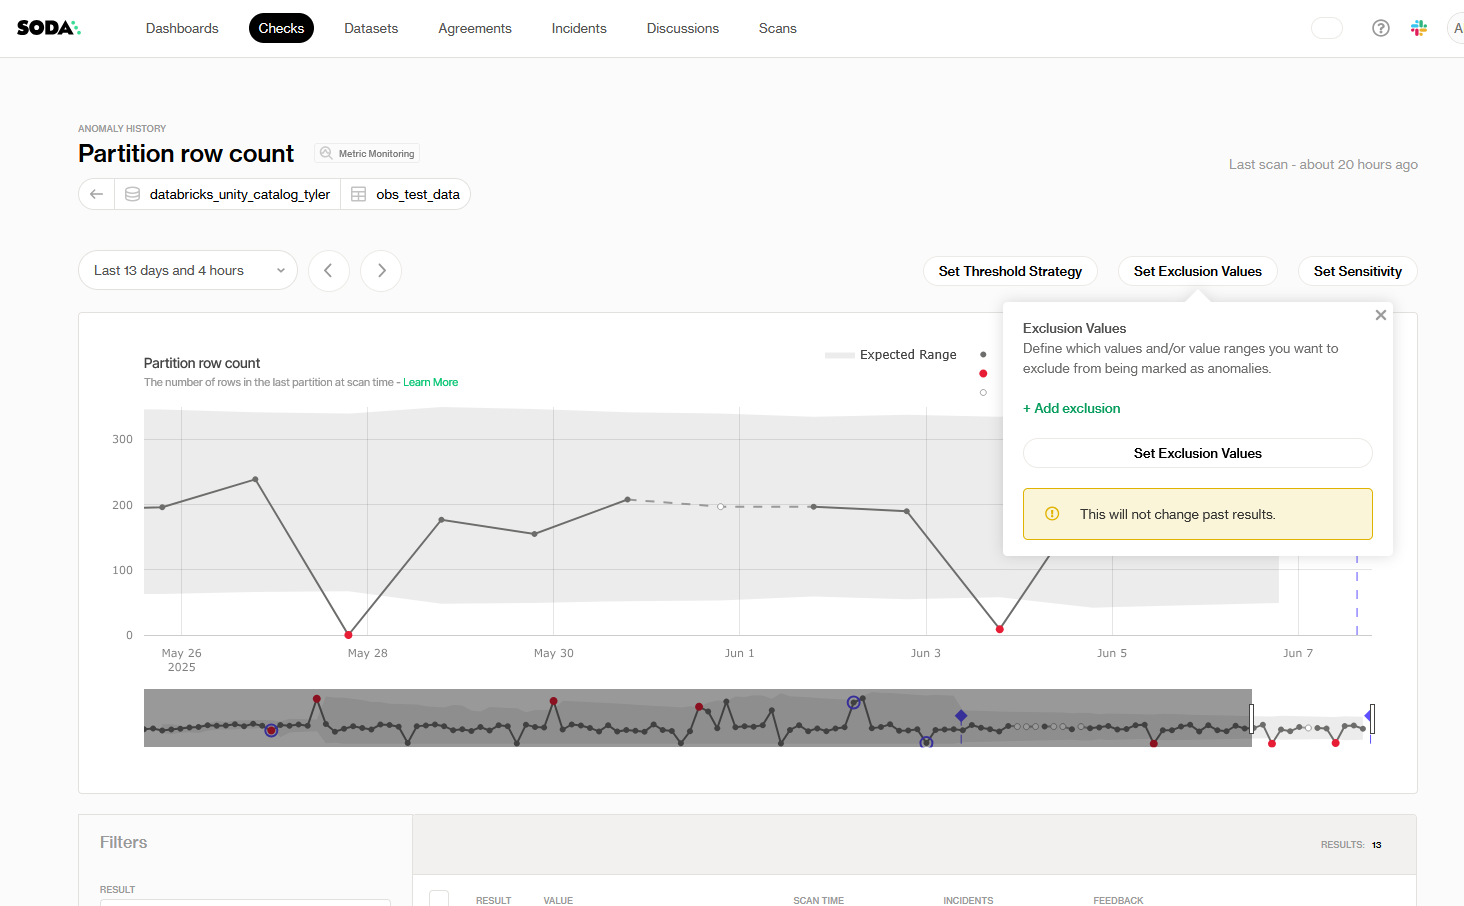 SODA
Dashboards
Checks
Datasets
Agreements
Incidents
Discussions
Scans
A
ANOMALY HISTORY
Partition row count
Metric Monitoring
Last scan - about 20 hours ago
databricks_unity_catalog_tyler
obs_test_data
Last 13 days and 4 hours
Set Threshold Strategy
Set Exclusion Values
Set Sensitivity
Exclusion Values
Define which values and/or value ranges you want to
exclude from being marked as anomalies.
+ Add exclusion
Set Exclusion Values
This will not change past results.
Partition row count
The number of rows in the last partition at scan time - Learn More
Expected Range
300
200
100
0
May 26
2025
May 28
May 30
Jun 1
Jun 3
Jun 5
Jun 7
Filters
RESULT
RESULTS: 13
RESULT
VALUE
SCAN TIME
INCIDENTS
FEEDBACK